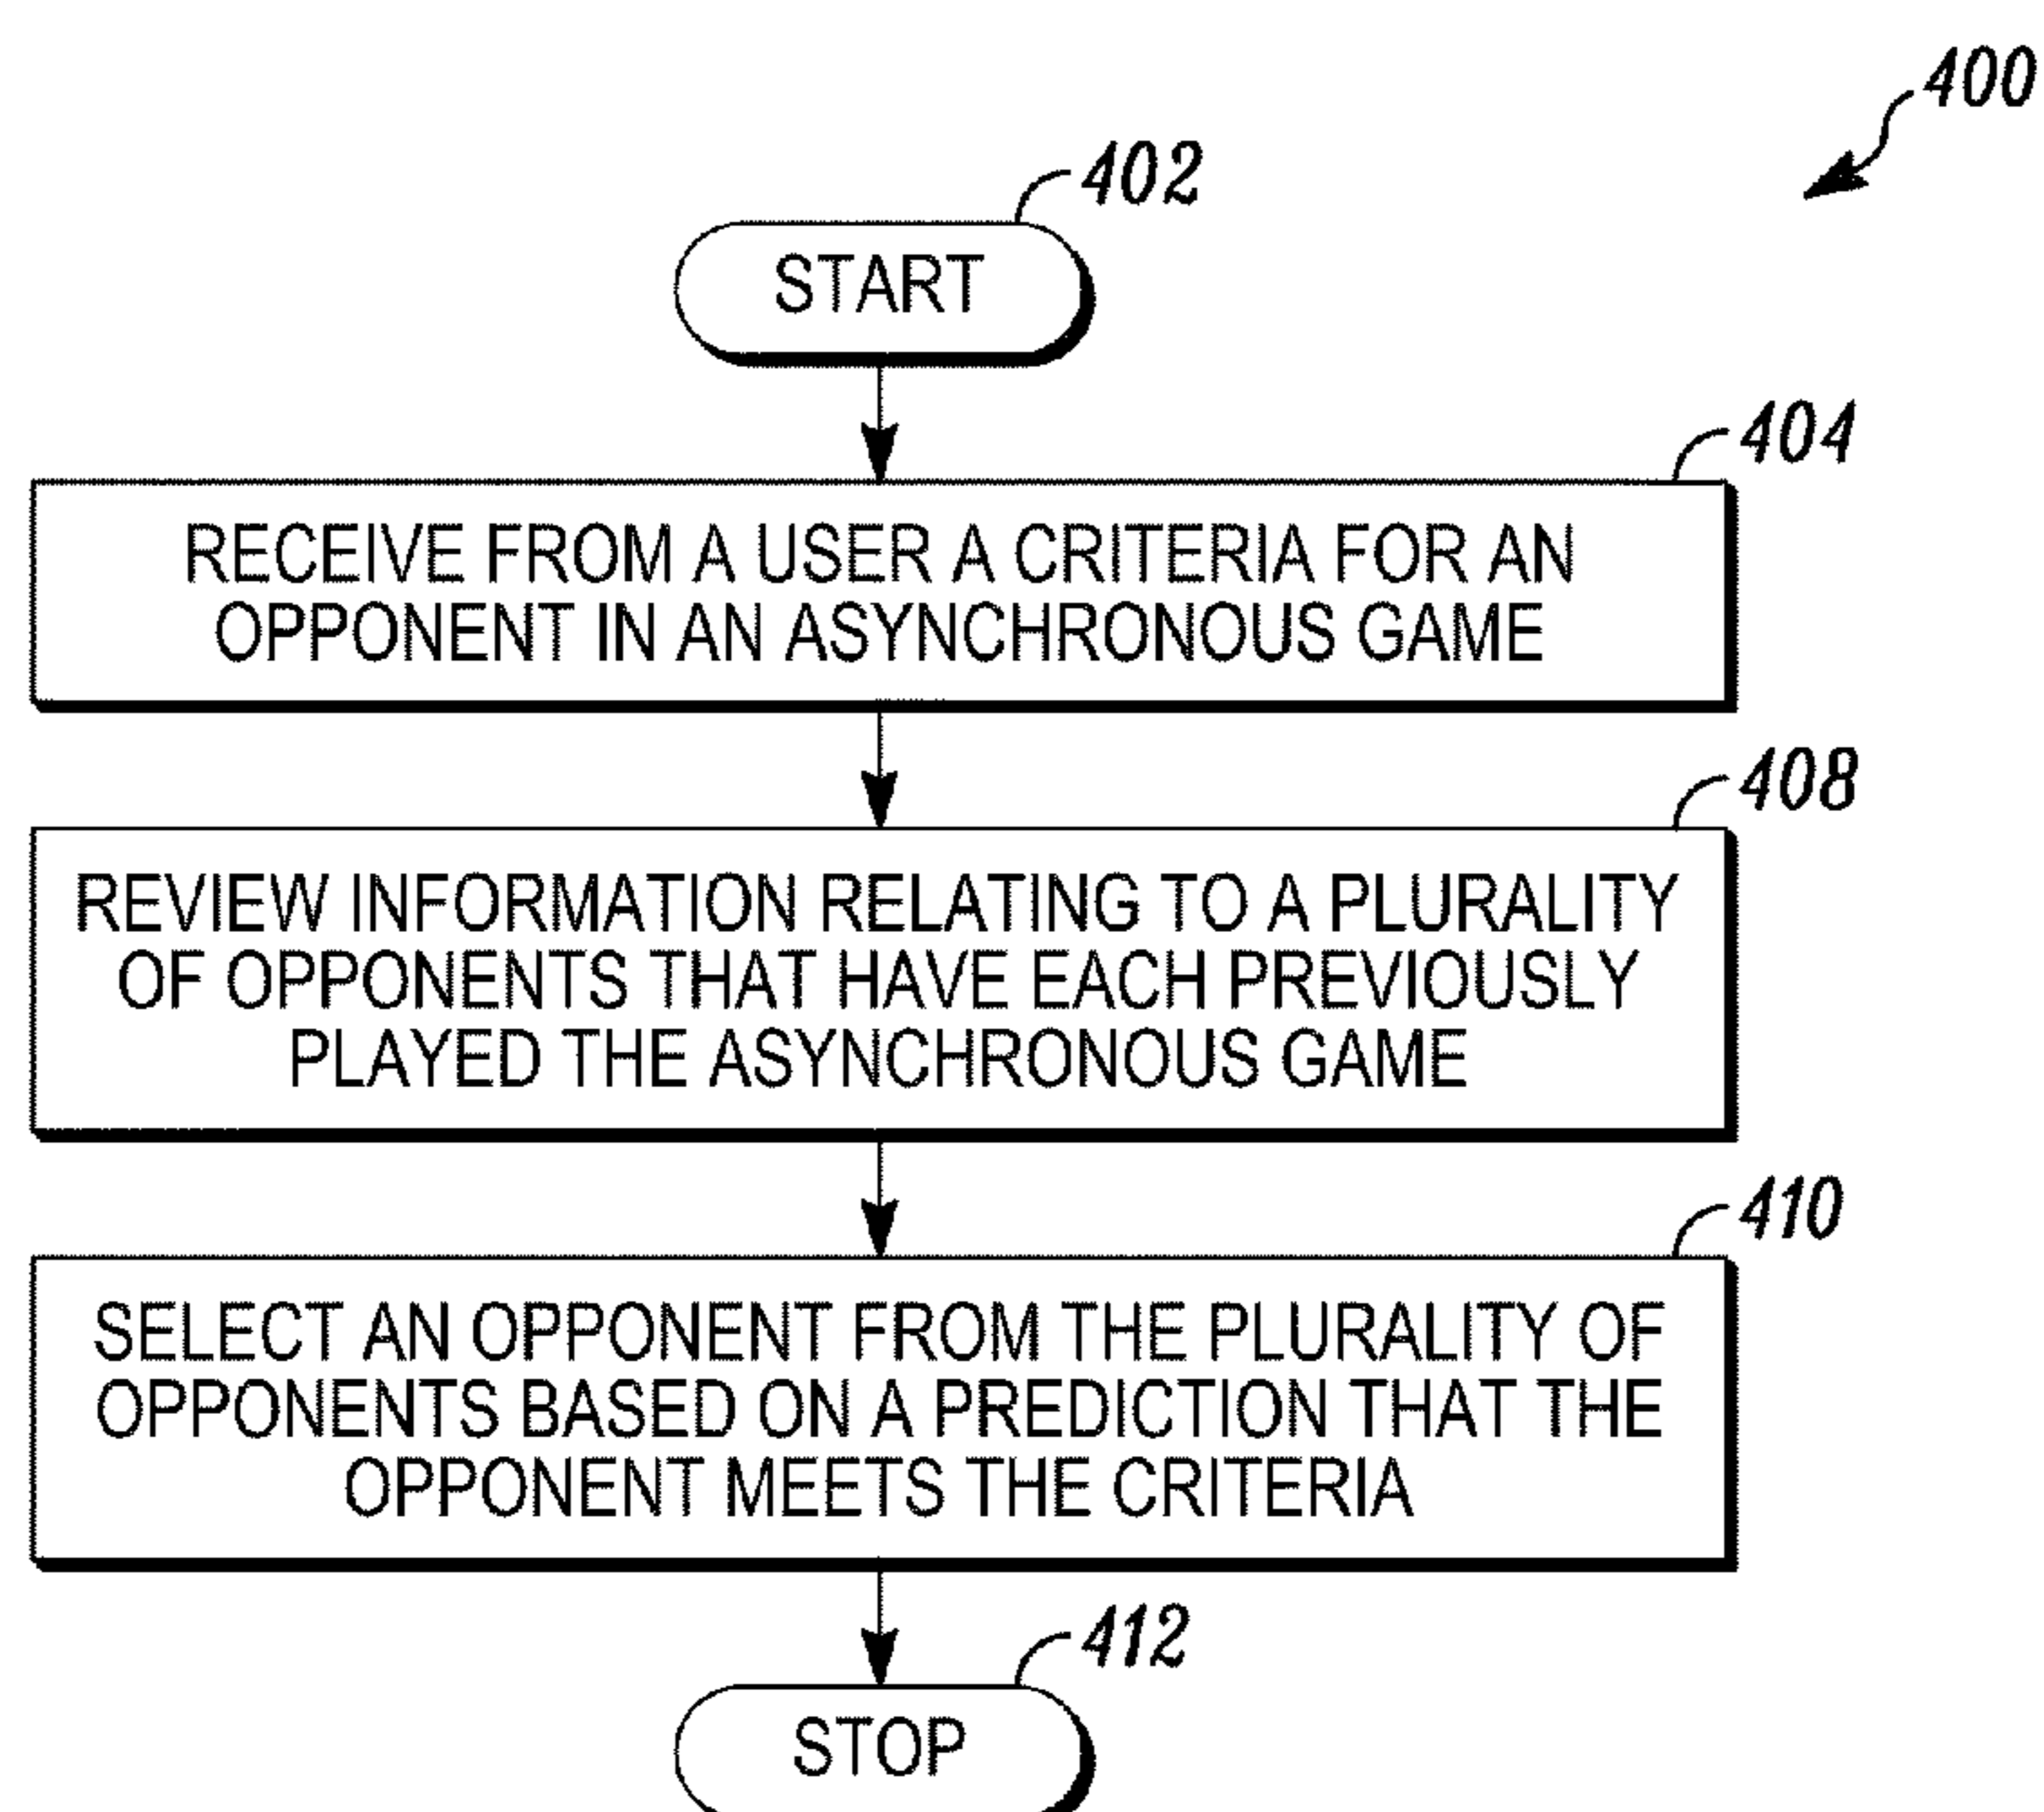 400
402
START
404
RECEIVE FROM A USER A CRITERIA FOR AN
OPPONENT IN AN ASYNCHRONOUS GAME
408
REVIEW INFORMATION RELATING TO A PLURALITY
OF OPPONENTS THAT HAVE EACH PREVIOUSLY
PLAYED THE ASYNCHRONOUS GAME
410
SELECT AN OPPONENT FROM THE PLURALITY OF
OPPONENTS BASED ON A PREDICTION THAT THE
OPPONENT MEETS THE CRITERIA
412
STOP